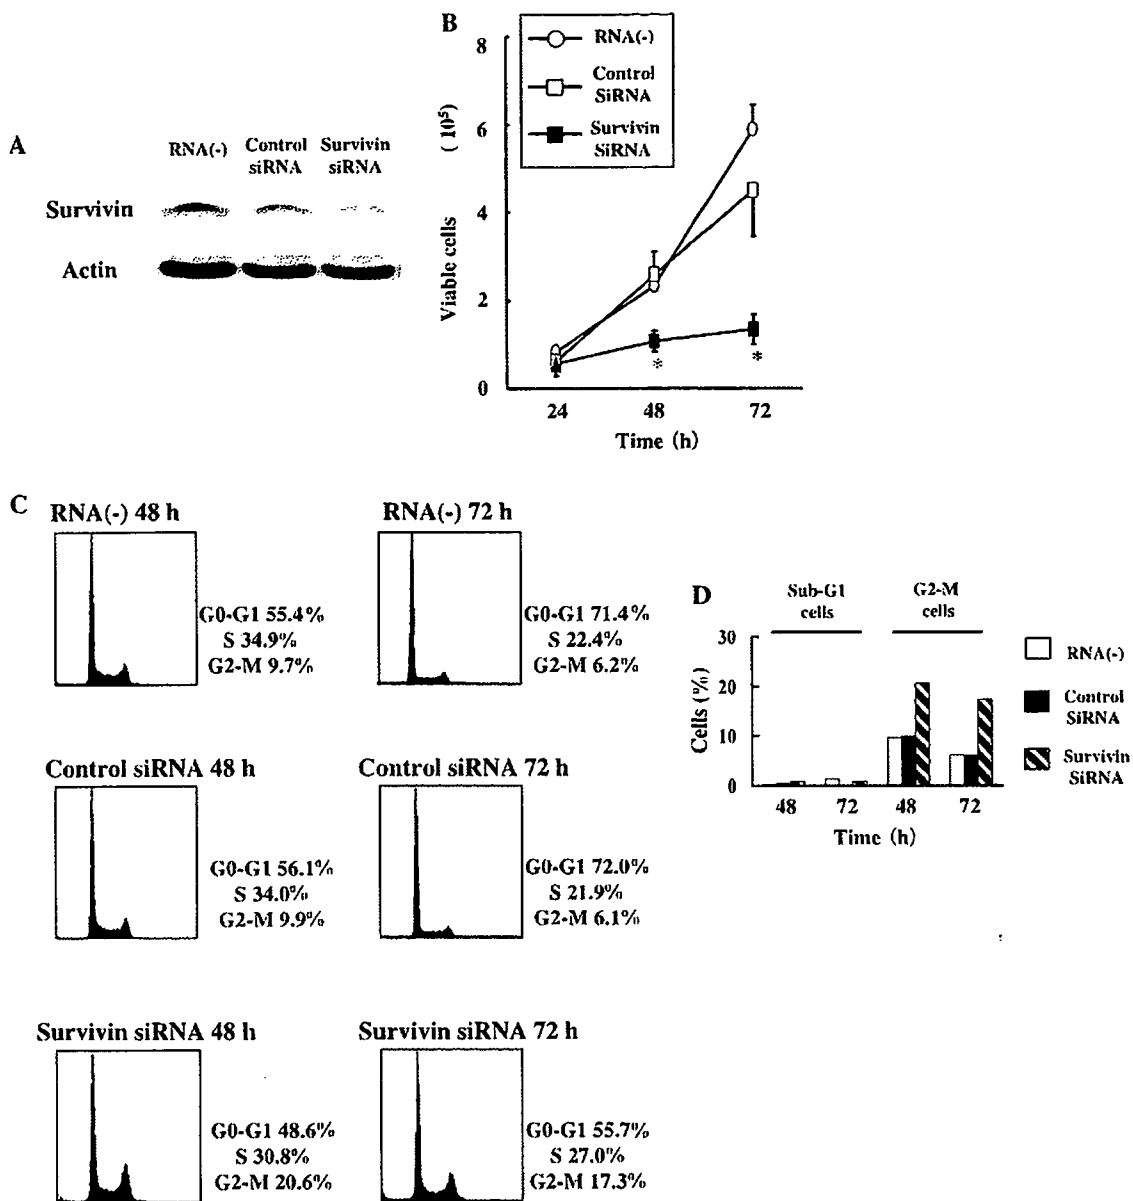 A
RNA(-)
Control
siRNA
Survivin
siRNA
Survivin
Actin
B
RNA(-)
Control
SiRNA
Survivin
SiRNA
Viable cells
(10⁵)
8
6
4
2
0
*
*
24
48
72
Time (h)
C
RNA(-) 48 h
G0-G1 55.4%
S 34.9%
G2-M 9.7%
RNA(-) 72 h
G0-G1 71.4%
S 22.4%
G2-M 6.2%
Control siRNA 48 h
G0-G1 56.1%
S 34.0%
G2-M 9.9%
Control siRNA 72 h
G0-G1 72.0%
S 21.9%
G2-M 6.1%
Survivin siRNA 48 h
G0-G1 48.6%
S 30.8%
G2-M 20.6%
Survivin siRNA 72 h
G0-G1 55.7%
S 27.0%
G2-M 17.3%
D
Sub-G1
cells
G2-M
cells
Cells (%)
30
20
10
0
48
72
48
72
Time (h)
RNA(-)
Control
SiRNA
Survivin
SiRNA